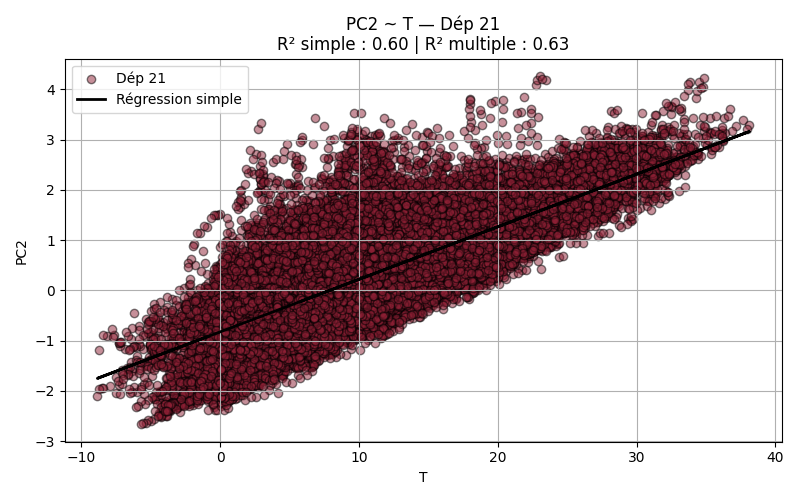 PC2 ~ T — Dép 21
R² simple : 0.60 | R² multiple : 0.63
Dép 21
Régression simple
4
3
2
1
0
−1
−2
−3
PC2
−10
0
10
20
30
40
T